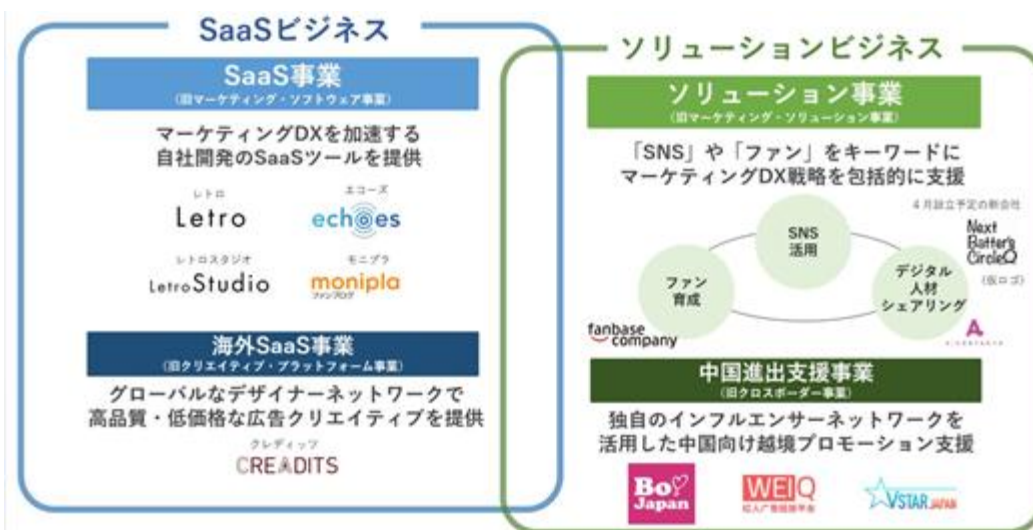 SaaSビジネス
SaaS事業
(旧マーケティング・ソフトウェア事業)
マーケティングDXを加速する
自社開発のSaaSツールを提供
レトロ
Letro
エコーズ
echoes
レトロスタジオ
LetroStudio
モニプラ
monipla
ファンブログ
海外SaaS事業
(旧クリエイティブ・プラットフォーム事業)
グローバルなデザイナーネットワークで
高品質・低価格な広告クリエイティブを提供
クレディッツ
CREADITS
ソリューションビジネス
ソリューション事業
(旧マーケティング・ソリューション事業)
「SNS」や「ファン」をキーワードに
マーケティングDX戦略を包括的に支援
4月設立予定の新会社
Next
Batter's
Circle
(仮ロゴ)
SNS
活用
ファン
育成
デジタル
人材
シェアリング
fanbase
company
中国進出支援事業
(旧クロスボーダー事業)
独自のインフルエンサーネットワークを
活用した中国向け越境プロモーション支援
Bo
Japan
WEIQ
VSTAR JAPAN